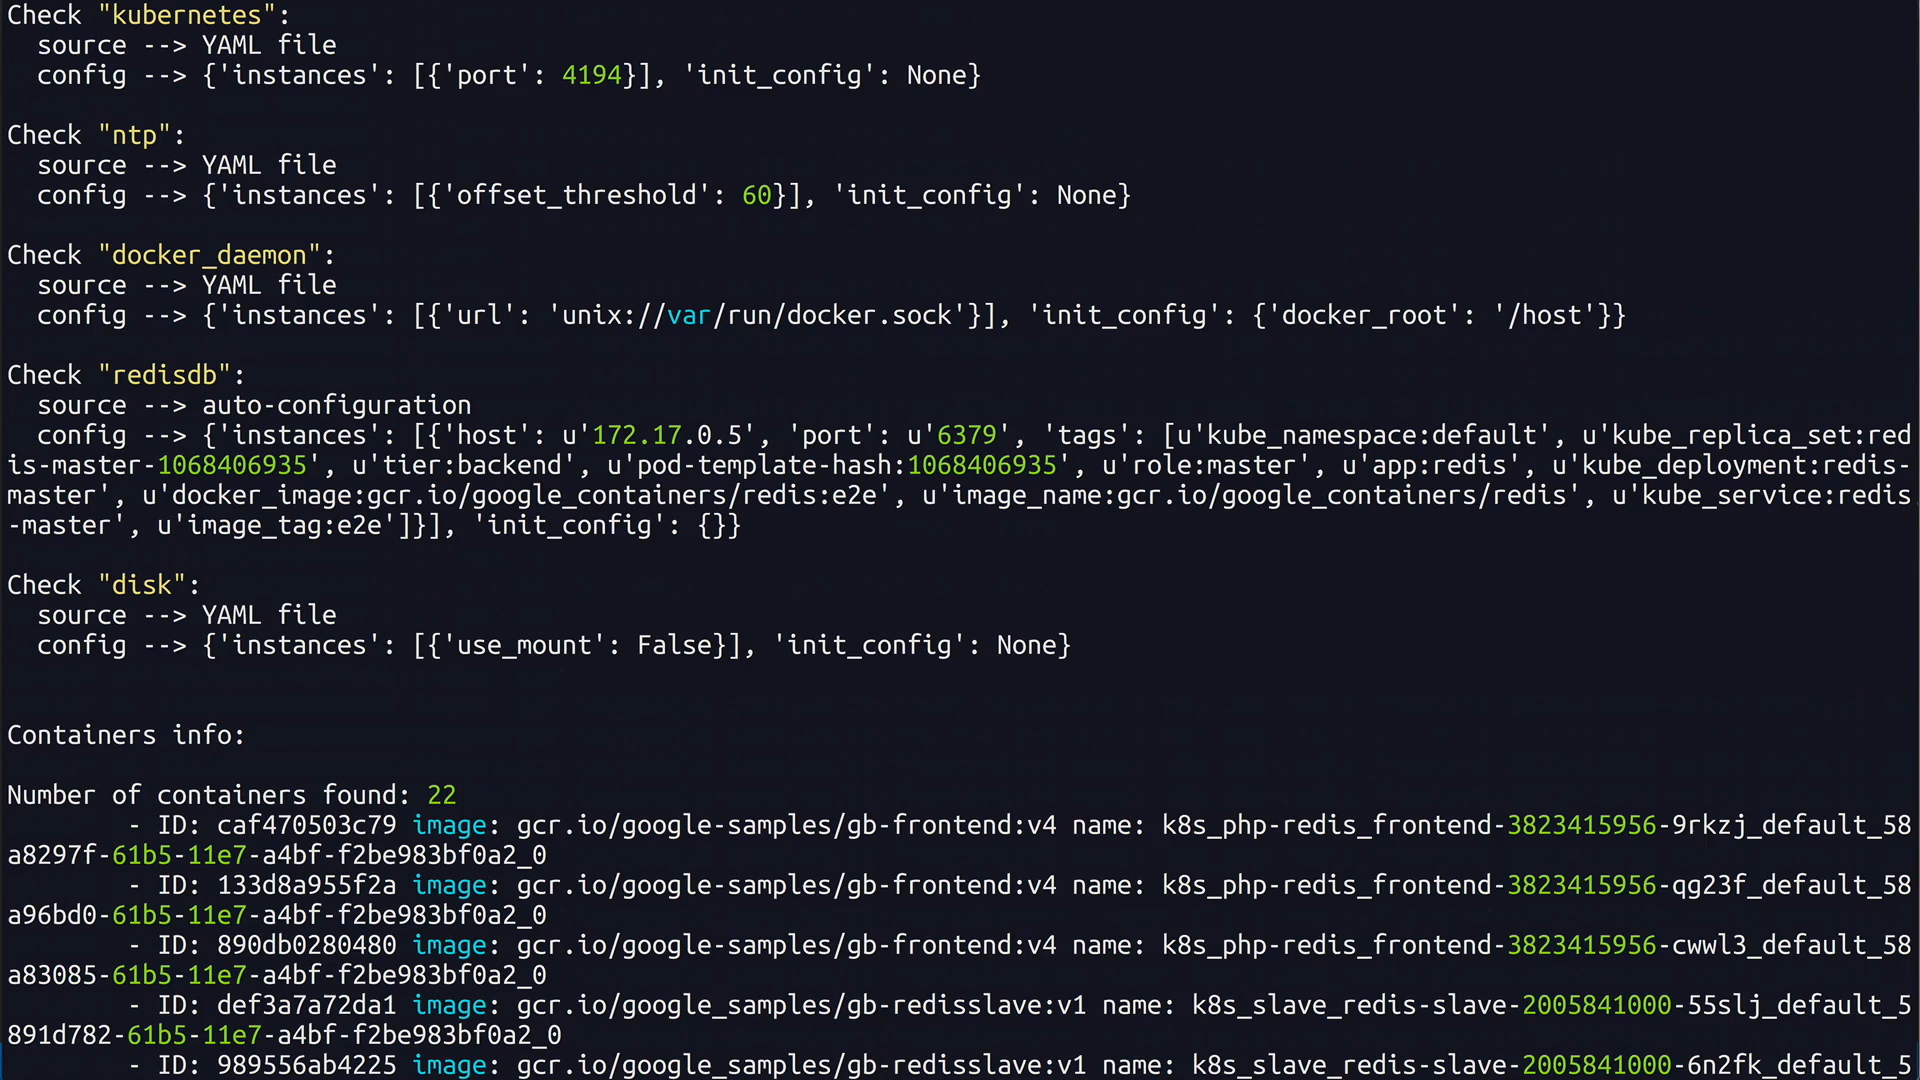 Check "kubernetes":
  source --> YAML file
  config --> {'instances': [{'port': 4194}], 'init_config': None}

Check "ntp":
  source --> YAML file
  config --> {'instances': [{'offset_threshold': 60}], 'init_config': None}

Check "docker_daemon":
  source --> YAML file
  config --> {'instances': [{'url': 'unix://var/run/docker.sock'}], 'init_config': {'docker_root': '/host'}}

Check "redisdb":
  source --> auto-configuration
  config --> {'instances': [{'host': u'172.17.0.5', 'port': u'6379', 'tags': [u'kube_namespace:default', u'kube_replica_set:red
is-master-1068406935', u'tier:backend', u'pod-template-hash:1068406935', u'role:master', u'app:redis', u'kube_deployment:redis-
master', u'docker_image:gcr.io/google_containers/redis:e2e', u'image_name:gcr.io/google_containers/redis', u'kube_service:redis
-master', u'image_tag:e2e']}], 'init_config': {}}

Check "disk":
  source --> YAML file
  config --> {'instances': [{'use_mount': False}], 'init_config': None}

Containers info:

Number of containers found: 22
        - ID: caf470503c79 image: gcr.io/google-samples/gb-frontend:v4 name: k8s_php-redis_frontend-3823415956-9rkzj_default_58
a8297f-61b5-11e7-a4bf-f2be983bf0a2_0
        - ID: 133d8a955f2a image: gcr.io/google-samples/gb-frontend:v4 name: k8s_php-redis_frontend-3823415956-qg23f_default_58
a96bd0-61b5-11e7-a4bf-f2be983bf0a2_0
        - ID: 890db0280480 image: gcr.io/google-samples/gb-frontend:v4 name: k8s_php-redis_frontend-3823415956-cwwl3_default_58
a83085-61b5-11e7-a4bf-f2be983bf0a2_0
        - ID: def3a7a72da1 image: gcr.io/google_samples/gb-redisslave:v1 name: k8s_slave_redis-slave-2005841000-55slj_default_5
891d782-61b5-11e7-a4bf-f2be983bf0a2_0
        - ID: 989556ab4225 image: gcr.io/google_samples/gb-redisslave:v1 name: k8s_slave_redis-slave-2005841000-6n2fk_default_5